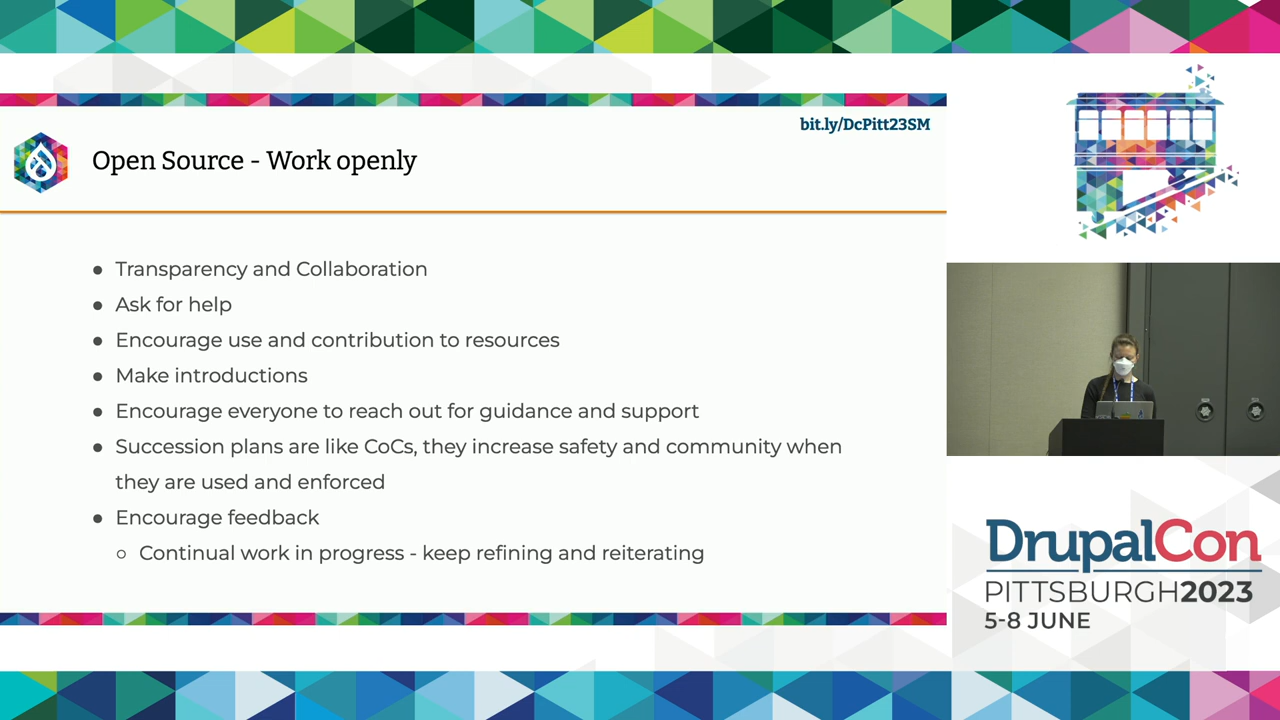 bit.ly/DcPitt23SM
Open Source - Work openly
● Transparency and Collaboration
● Ask for help
● Encourage use and contribution to resources
● Make introductions
● Encourage everyone to reach out for guidance and support
● Succession plans are like CoCs, they increase safety and community when
they are used and enforced
● Encourage feedback
○ Continual work in progress - keep refining and reiterating
DrupalCon
PITTSBURGH2023
5-8 JUNE